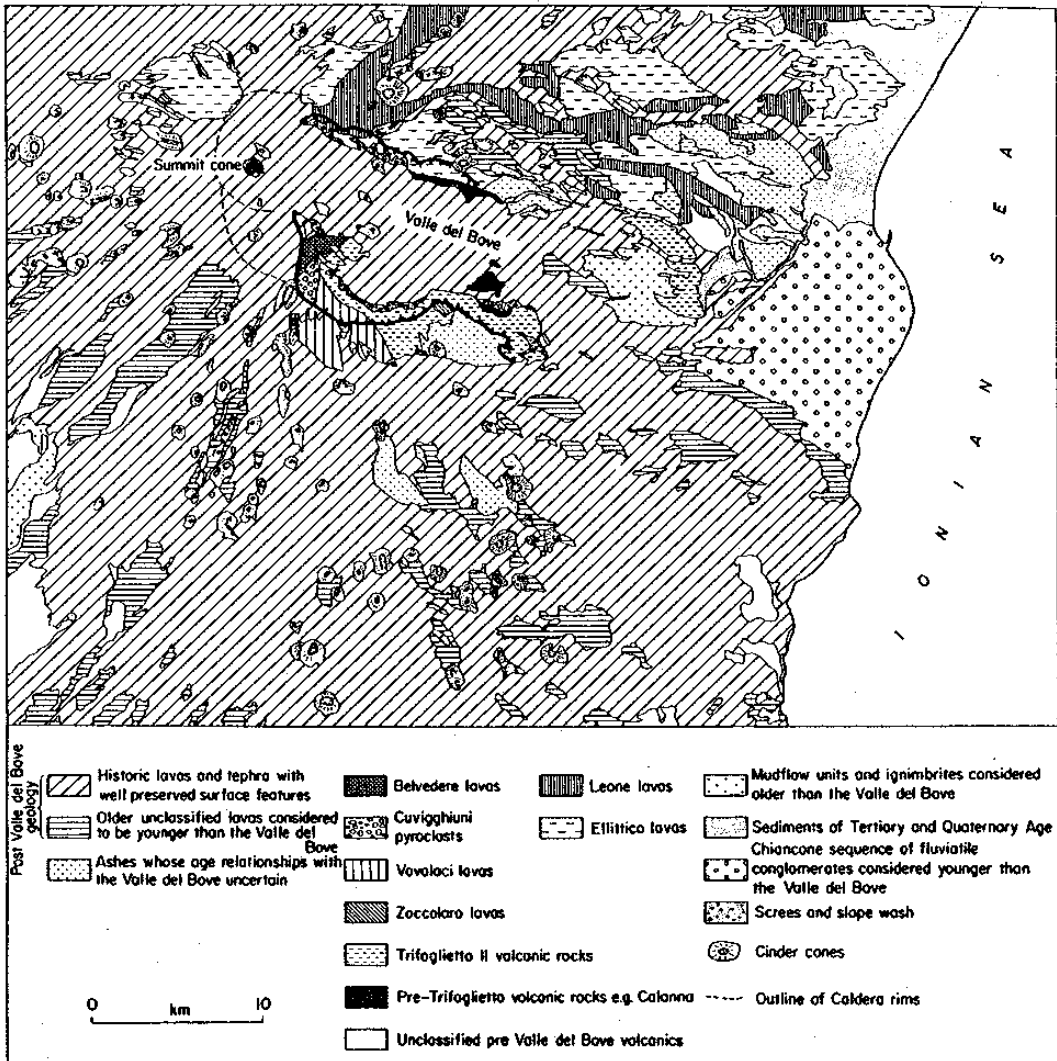 Summit cone
Valle del Bove
IONIAN SEA
Post Valle del Bove
geology
Historic lavas and tephra with
well preserved surface features
Older unclassified lavas considered
to be younger than the Valle del
Bove
Ashes whose age relationships with
the Valle del Bove uncertain
0 10
km
Belvedere lavas
Cuvigghiuni
pyroclasts
Vavalaci lavas
Zoccolaro lavas
Trifoglietto II volcanic rocks
Pre-Trifoglietto volcanic rocks e.g. Calanna
Unclassified pre Valle del Bove volcanics
Leone lavas
Ellittico lavas
Mudflow units and ignimbrites considered
older than the Valle del Bove
Sediments of Tertiary and Quaternary Age
Chiancone sequence of fluviatile
conglomerates considered younger than
the Valle del Bove
Screes and slope wash
Cinder cones
Outline of Caldera rims